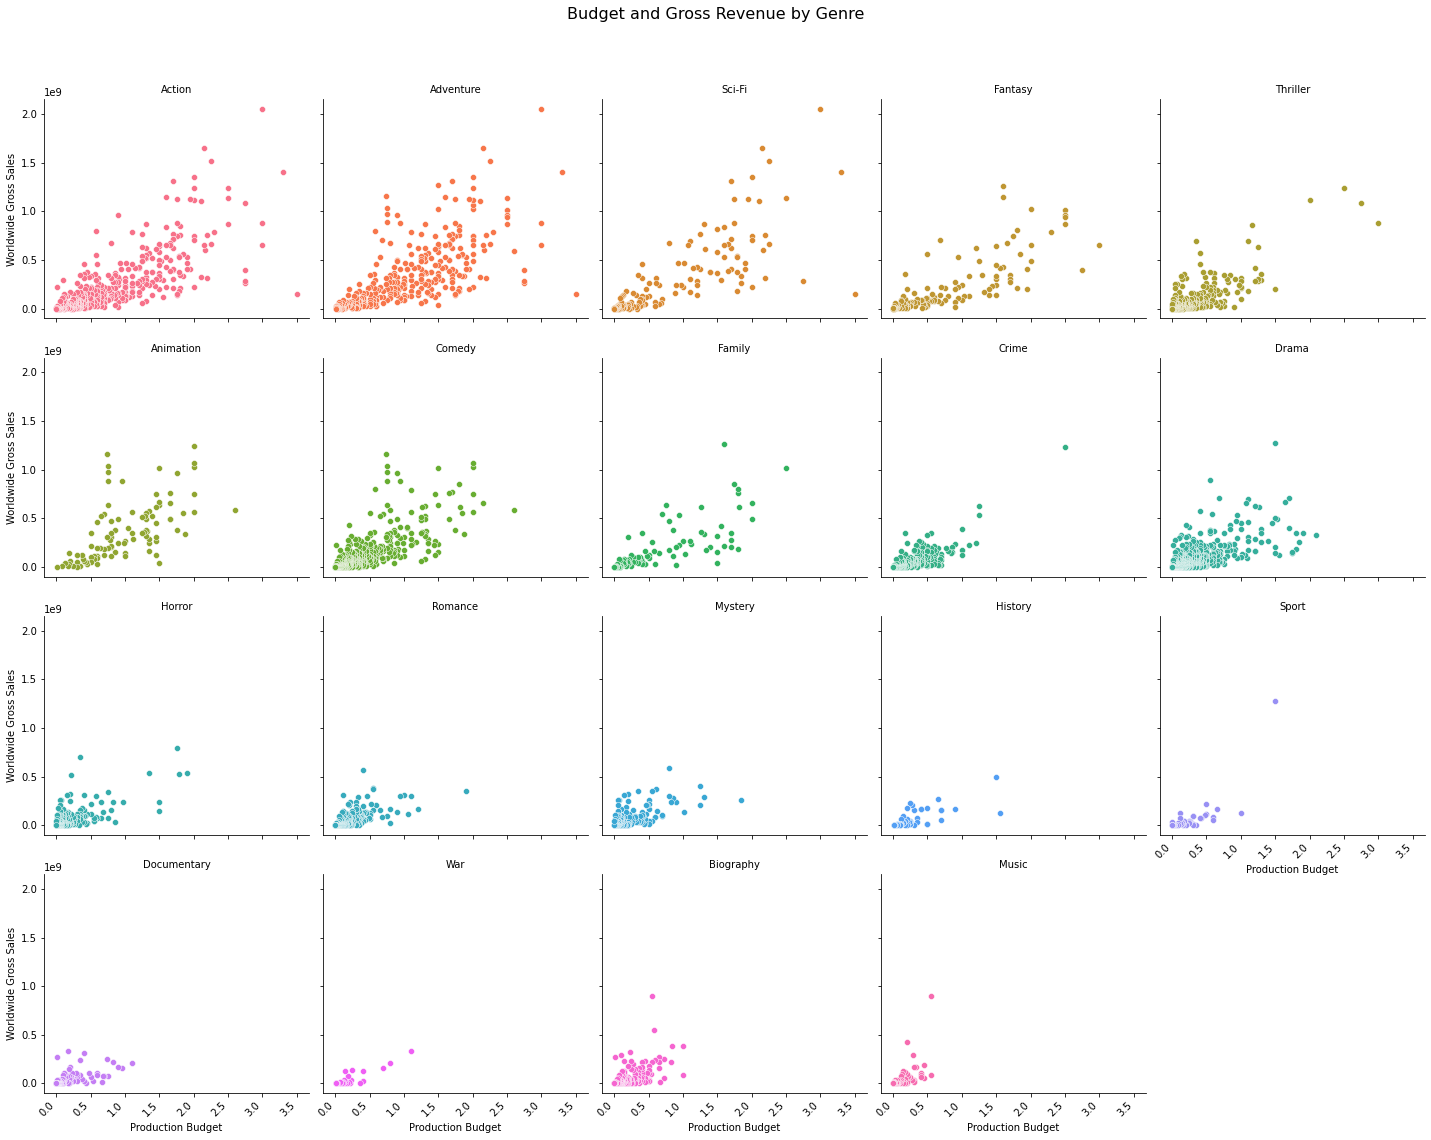 Budget and Gross Revenue by Genre
1e9
Action
Adventure
Sci-Fi
Fantasy
Thriller
2.0
1.5
1.0
0.5
0.0
Worldwide Gross Sales
1e9
Animation
Comedy
Family
Crime
Drama
2.0
1.5
1.0
0.5
0.0
Worldwide Gross Sales
1e9
Horror
Romance
Mystery
History
Sport
2.0
1.5
1.0
0.5
0.0
Worldwide Gross Sales
0.0 0.5 1.0 1.5 2.0 2.5 3.0 3.5
Production Budget
1e9
Documentary
War
Biography
Music
2.0
1.5
1.0
0.5
0.0
Worldwide Gross Sales
0.0 0.5 1.0 1.5 2.0 2.5 3.0 3.5
0.0 0.5 1.0 1.5 2.0 2.5 3.0 3.5
0.0 0.5 1.0 1.5 2.0 2.5 3.0 3.5
0.0 0.5 1.0 1.5 2.0 2.5 3.0 3.5
Production Budget
Production Budget
Production Budget
Production Budget